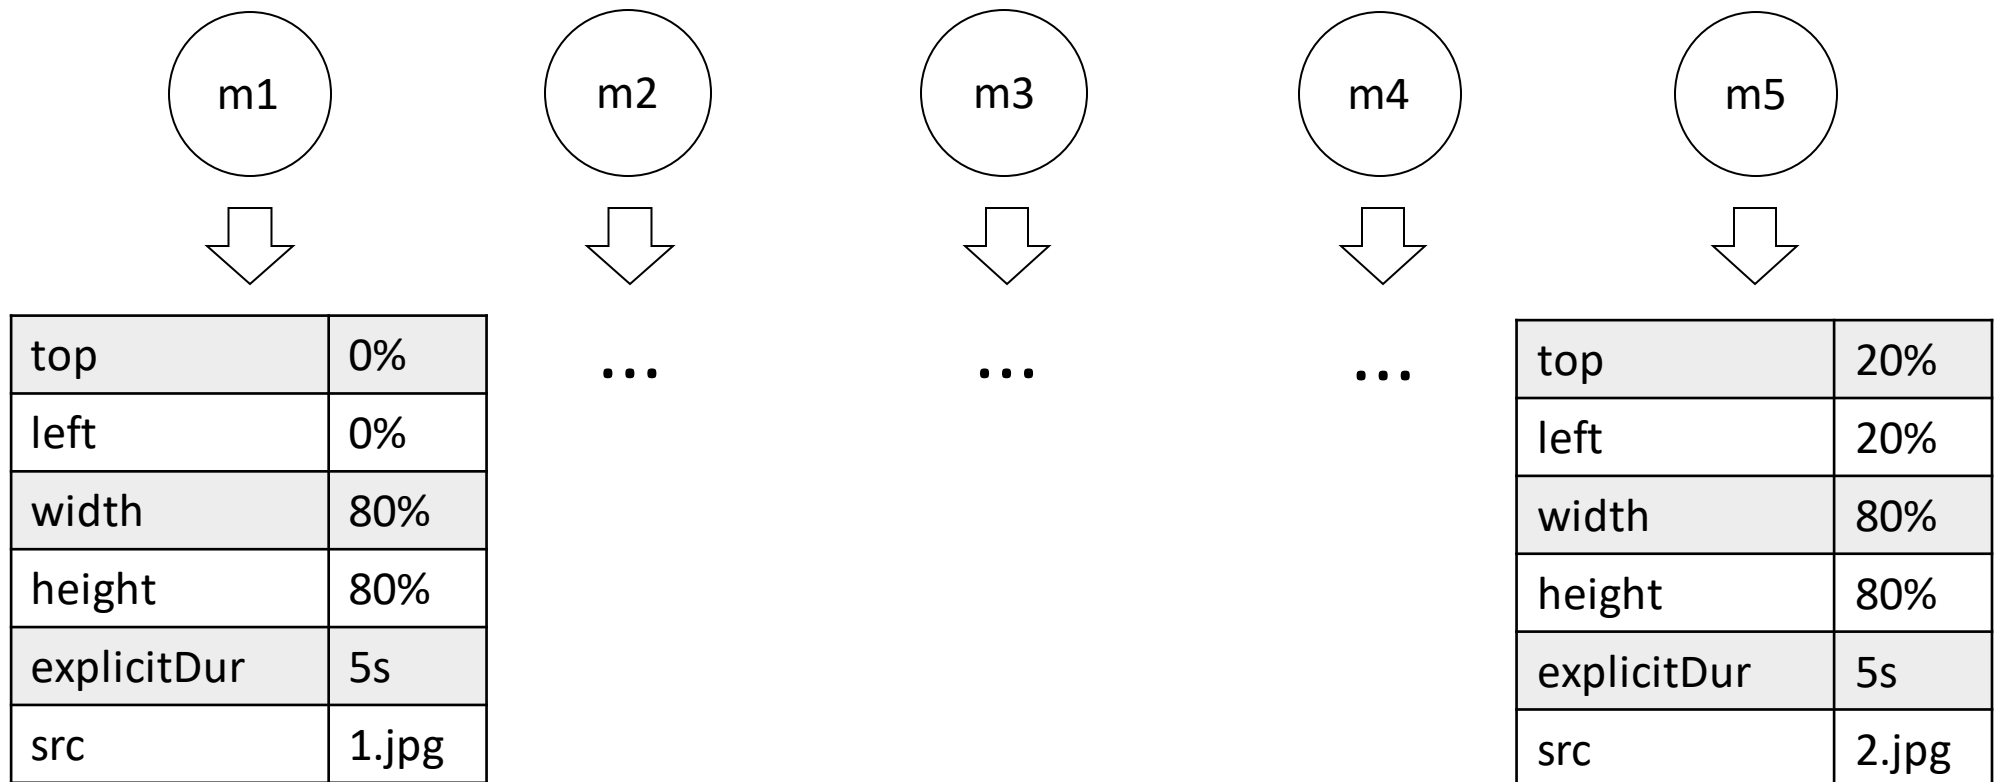 m1 m2 m3 m4 m5
top 0%
left 0%
width 80%
height 80%
explicitDur 5s
src 1.jpg
...
...
...
top 20%
left 20%
width 80%
height 80%
explicitDur 5s
src 2.jpg